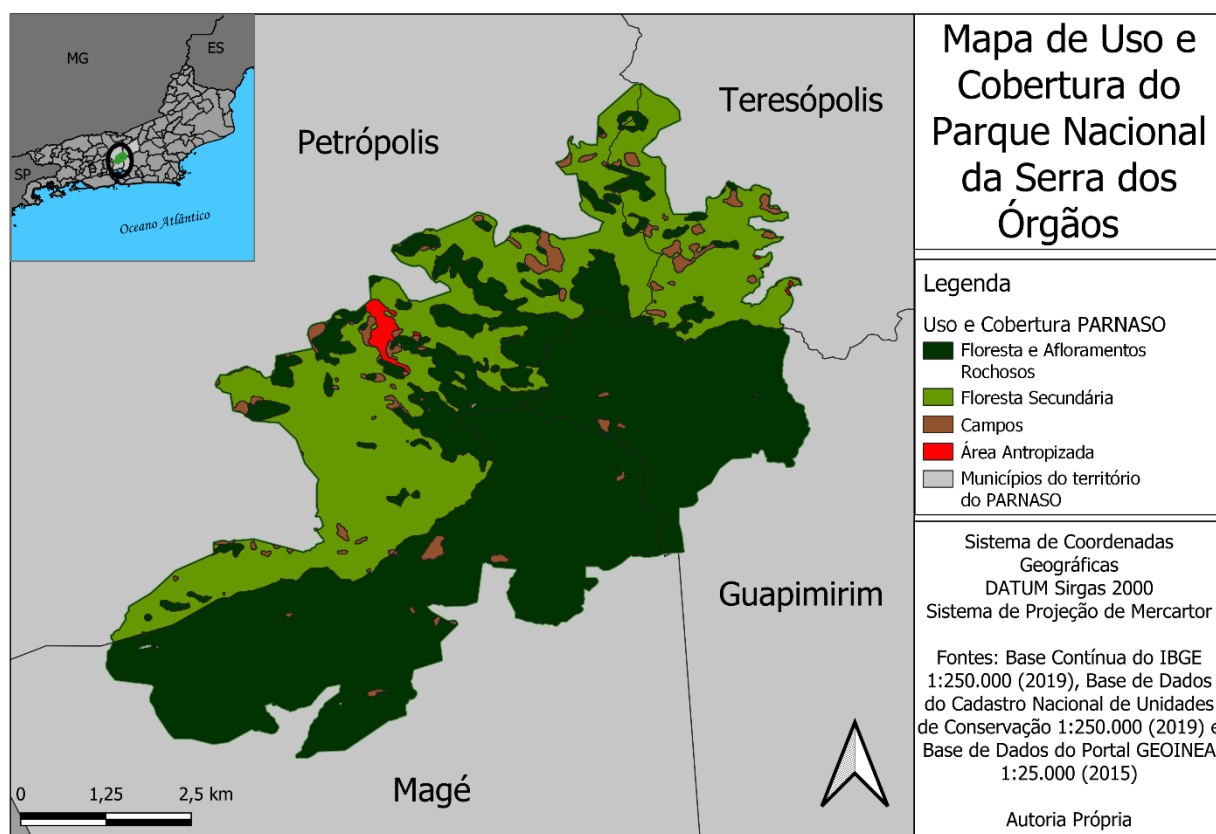 MG
ES
SP
Oceano Atlântico
Petrópolis
Teresópolis
Guapimirim
Magé
0 1,25 2,5 km
Mapa de Uso e
Cobertura do
Parque Nacional
da Serra dos
Órgãos
Legenda
Uso e Cobertura PARNASO
Floresta e Afloramentos
Rochosos
Floresta Secundária
Campos
Área Antropizada
Municípios do território
do PARNASO
Sistema de Coordenadas
Geográficas
DATUM Sirgas 2000
Sistema de Projeção de Mercartor
Fontes: Base Contínua do IBGE
1:250.000 (2019), Base de Dados
do Cadastro Nacional de Unidades
de Conservação 1:250.000 (2019) e
Base de Dados do Portal GEOINEA
1:25.000 (2015)
Autoria Própria